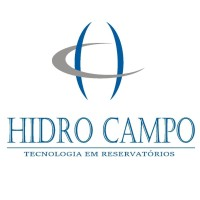 HIDRO CAMPO
TECNOLOGIA EM RESERVATÓRIOS